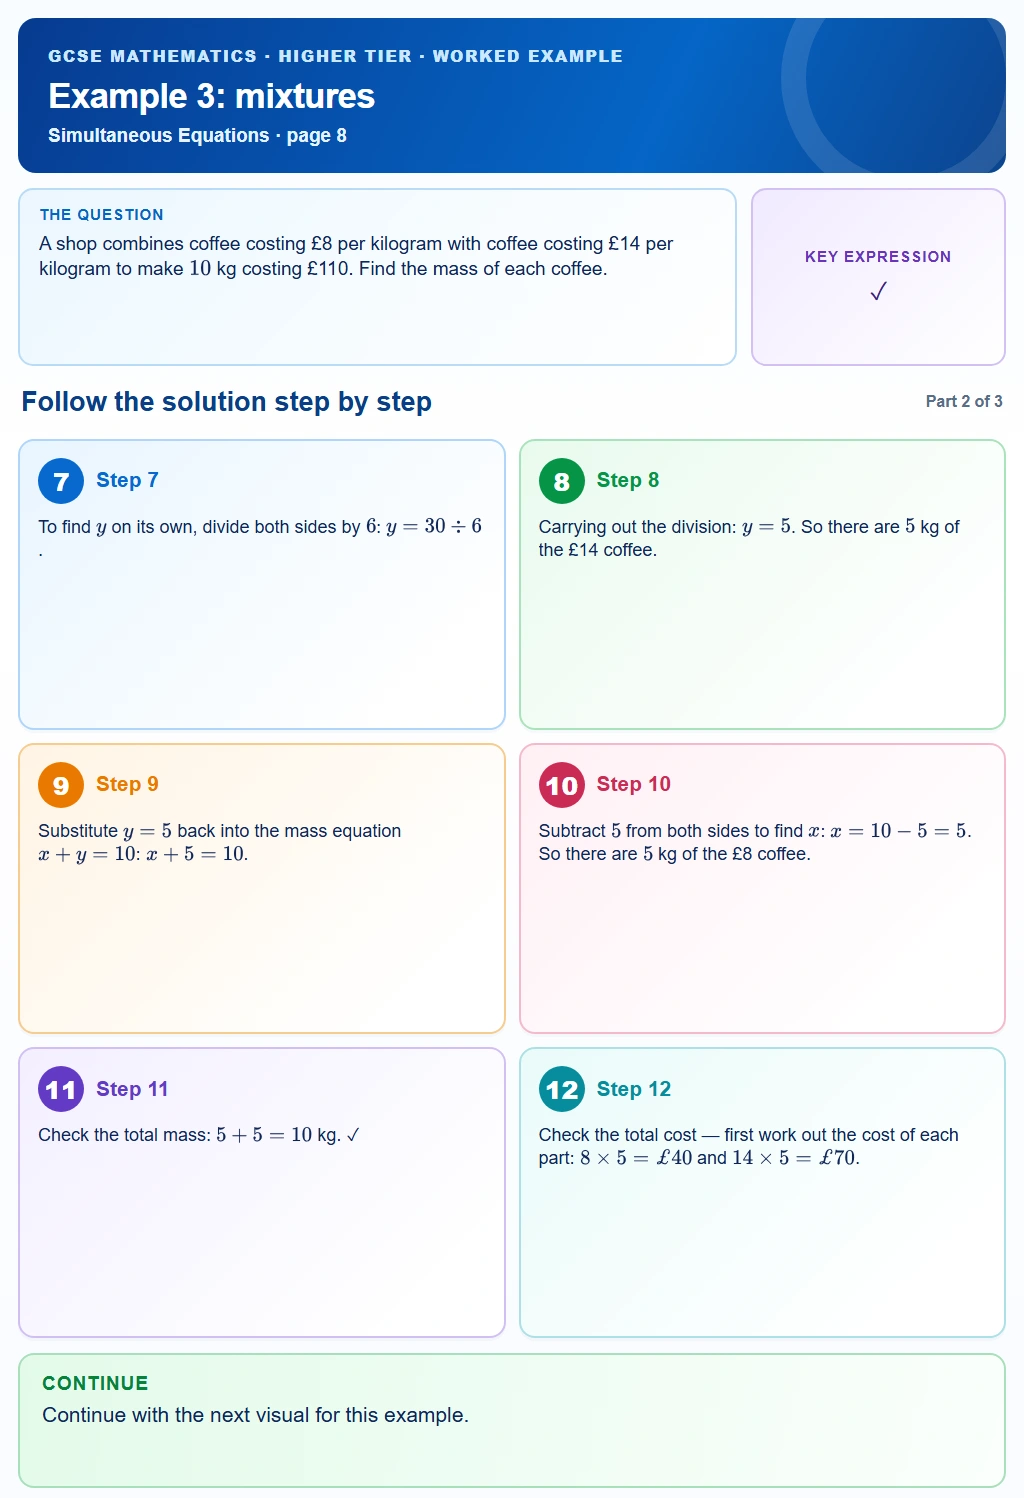 GCSE MATHEMATICS · HIGHER TIER · WORKED EXAMPLE
Example 3: mixtures
Simultaneous Equations · page 8
THE QUESTION
A shop combines coffee costing £8 per kilogram with coffee costing £14 per
kilogram to make 10 kg costing £110. Find the mass of each coffee.
KEY EXPRESSION
✓
Follow the solution step by step
Part 2 of 3
7 Step 7
To find y on its own, divide both sides by 6: y = 30 ÷ 6
.
8 Step 8
Carrying out the division: y = 5. So there are 5 kg of
the £14 coffee.
9 Step 9
Substitute y = 5 back into the mass equation
x + y = 10: x + 5 = 10.
10 Step 10
Subtract 5 from both sides to find x: x = 10 − 5 = 5.
So there are 5 kg of the £8 coffee.
11 Step 11
Check the total mass: 5 + 5 = 10 kg. ✓
12 Step 12
Check the total cost — first work out the cost of each
part: 8 × 5 = £40 and 14 × 5 = £70.
CONTINUE
Continue with the next visual for this example.